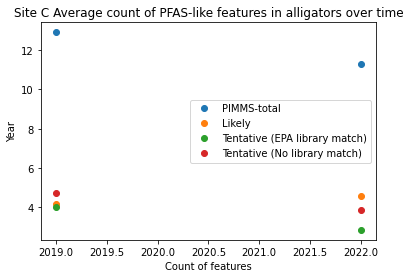 Site C Average count of PFAS-like features in alligators over time
12
10
8
6
4
Year
PIMMS-total
Likely
Tentative (EPA library match)
Tentative (No library match)
2019.0 2019.5 2020.0 2020.5 2021.0 2021.5 2022.0
Count of features